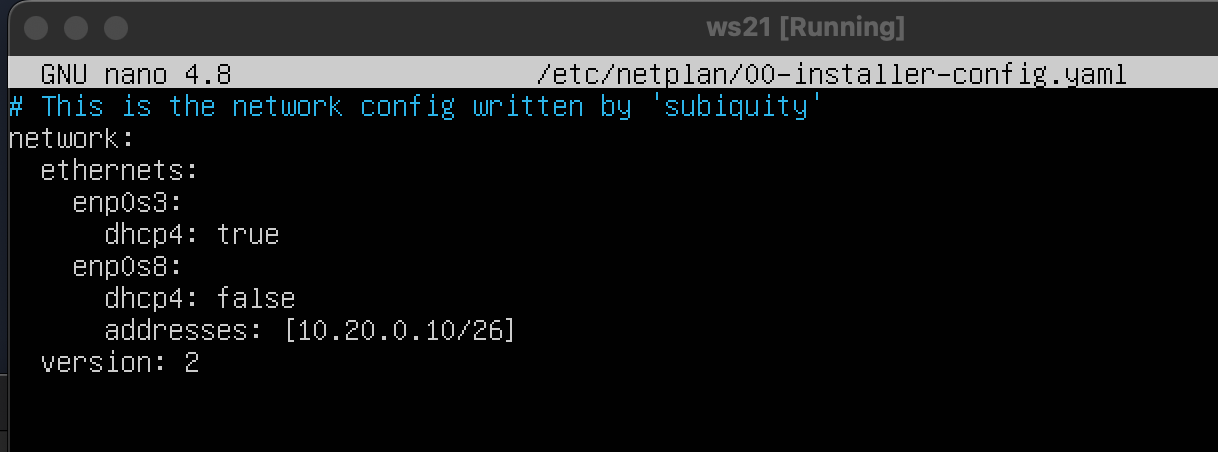 ws21 [Running]
GNU nano 4.8 /etc/netplan/00-installer-config.yaml
# This is the network config written by 'subiquity'
network:
  ethernets:
    enp0s3:
      dhcp4: true
    enp0s8:
      dhcp4: false
      addresses: [10.20.0.10/26]
  version: 2